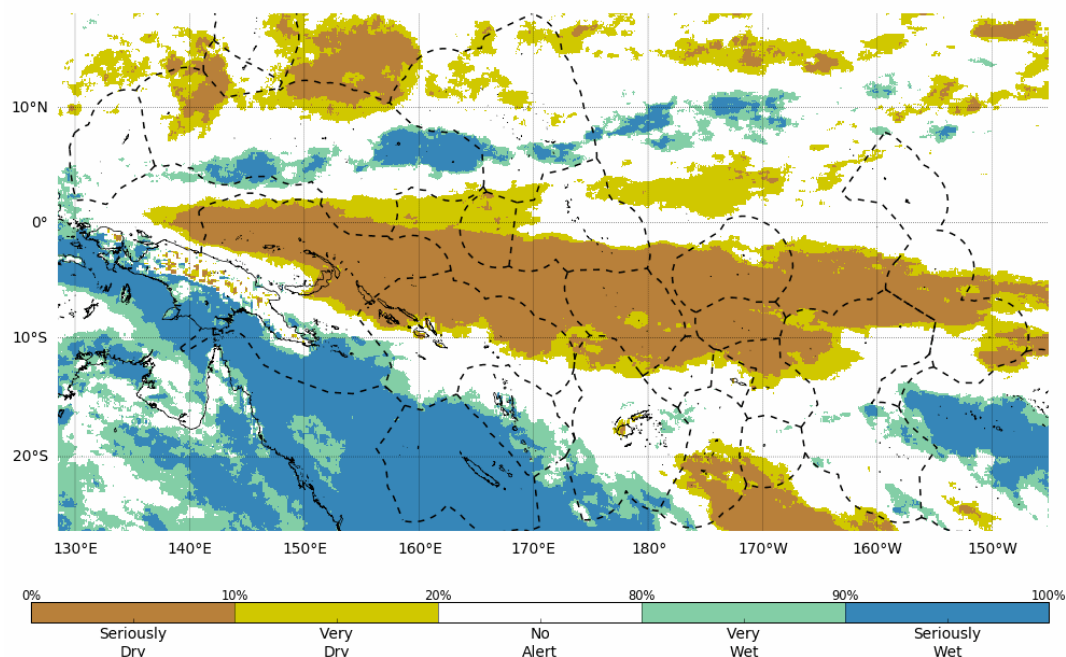 10°N
0°
10°S
20°S
130°E 140°E 150°E 160°E 170°E 180° 170°W 160°W 150°W
0% 10% 20% 80% 90% 100%
Seriously Very No Very Seriously
Dry Dry Alert Wet Wet